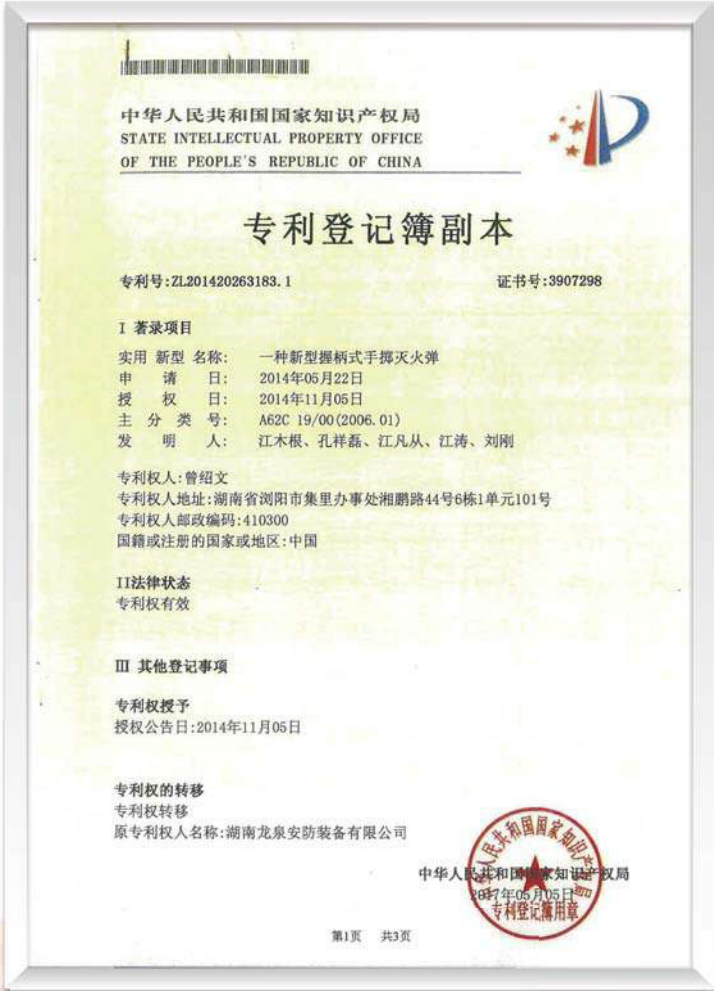 中华人民共和国国家知识产权局
STATE INTELLECTUAL PROPERTY OFFICE
OF THE PEOPLE'S REPUBLIC OF CHINA
专利登记簿副本
专利号:ZL201420263183.1 证书号:3907298
I 著录项目
实用 新型 名称: 一种新型握柄式手掷灭火弹
申 请 日: 2014年05月22日
授 权 日: 2014年11月05日
主 分 类 号: A62C 19/00(2006.01)
发 明 人: 江木根、孔祥磊、江凡从、江涛、刘刚
专利权人:曾绍文
专利权人地址:湖南省浏阳市集里办事处湘鹏路44号6栋1单元101号
专利权人邮政编码:410300
国籍或注册的国家或地区:中国
II法律状态
专利权有效
III 其他登记事项
专利权授予
授权公告日:2014年11月05日
专利权的转移
专利权转移
原专利权人名称:湖南龙泉安防装备有限公司
中华人民共和国国家知识产权局
2017年05月05日
中华人民共和国国家知识产权局
专利登记簿用章
第1页 共3页